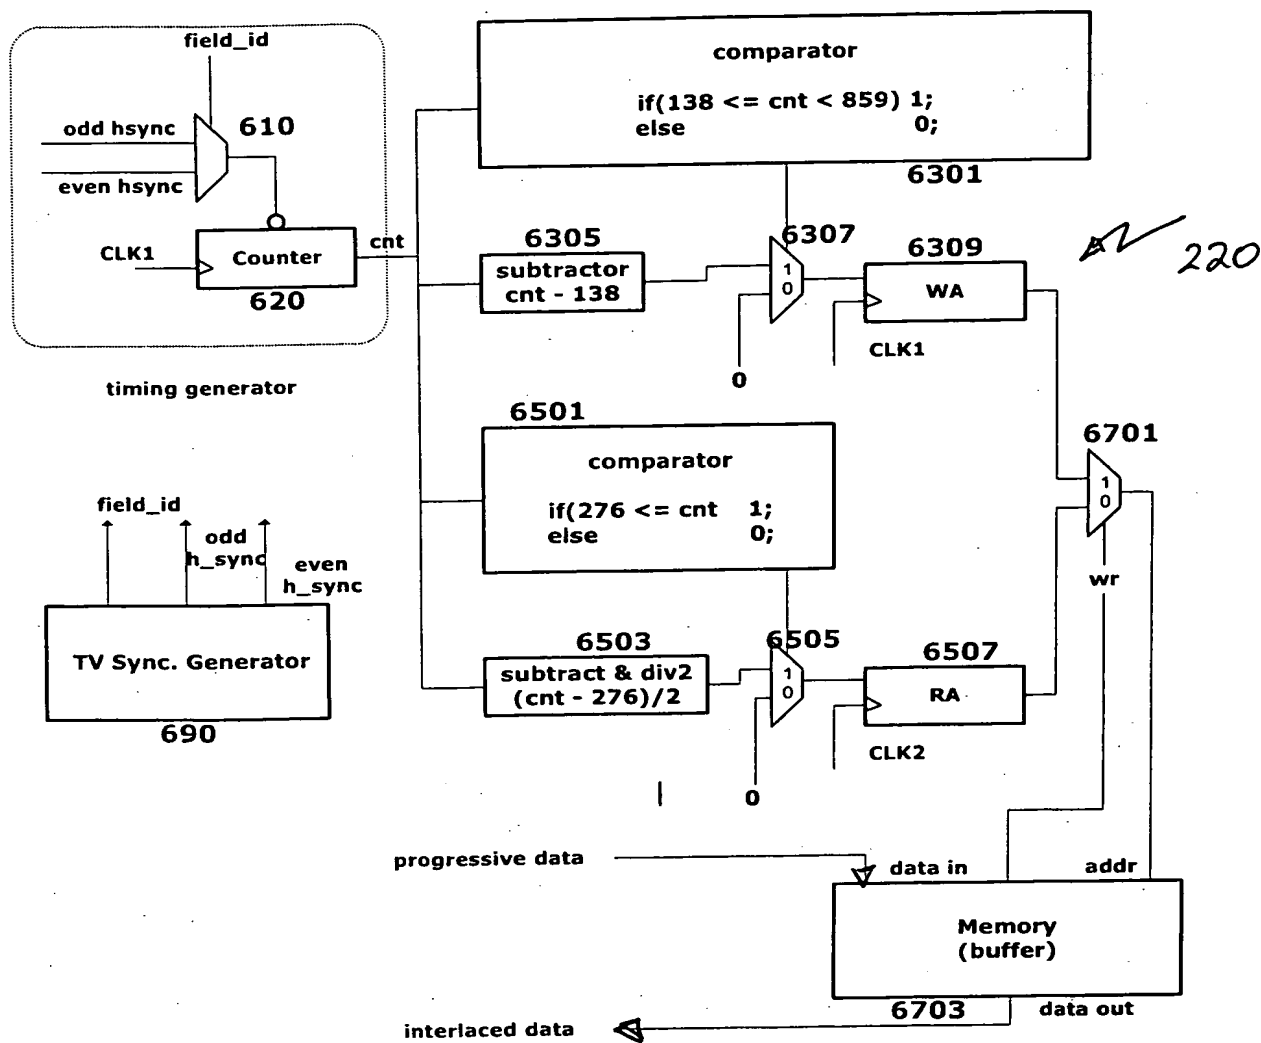 field_id
610
odd hsync
even hsync
CLK1
Counter
620
cnt
timing generator
comparator
if(138 <= cnt < 859) 1;
else 0;
6301
6305
subtractor
cnt - 138
6307
1
0
0
6309
WA
CLK1
220
6501
comparator
if(276 <= cnt 1;
else 0;
6503
subtract & div2
(cnt - 276)/2
6505
1
0
0
6507
RA
CLK2
6701
1
0
wr
field_id
odd
h_sync
even
h_sync
TV Sync. Generator
690
progressive data
data in
addr
Memory
(buffer)
6703
data out
interlaced data